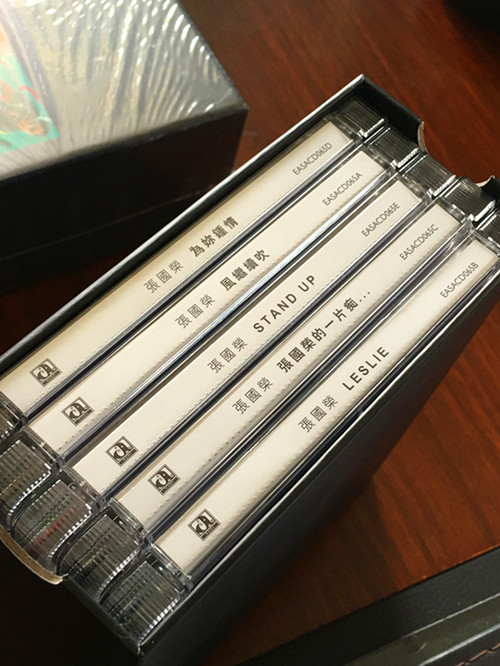 張國榮 為妳鍾情 EASACD065D
張國榮 風繼續吹 EASACD065A
張國榮 STAND UP EASACD065E
張國榮 張國榮的一片痴... EASACD065C
張國榮 LESLIE EASACD065B